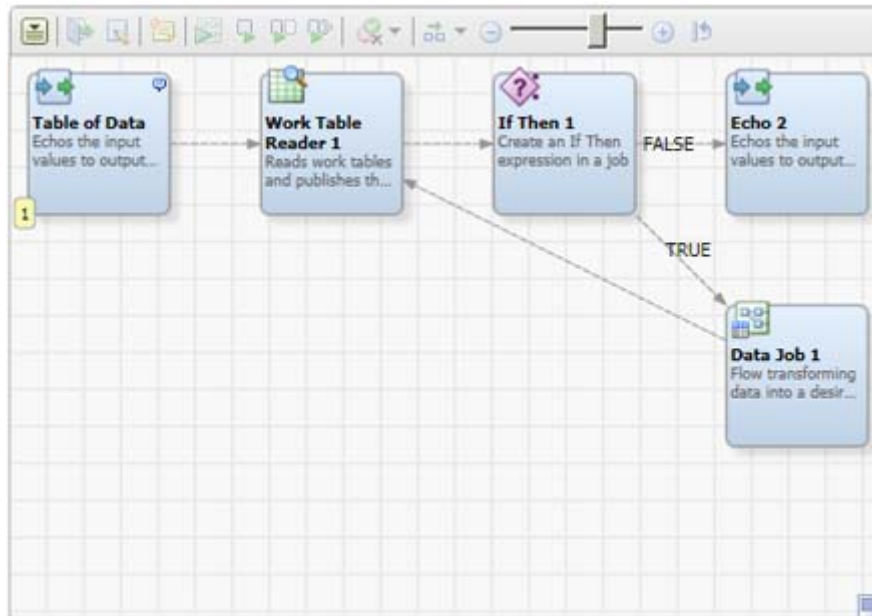 Table of Data
Echos the input
values to output...
1
Work Table
Reader 1
Reads work tables
and publishes th...
If Then 1
Create an If Then
expression in a job
FALSE
Echo 2
Echos the input
values to output...
TRUE
Data Job 1
Flow transforming
data into a desir...